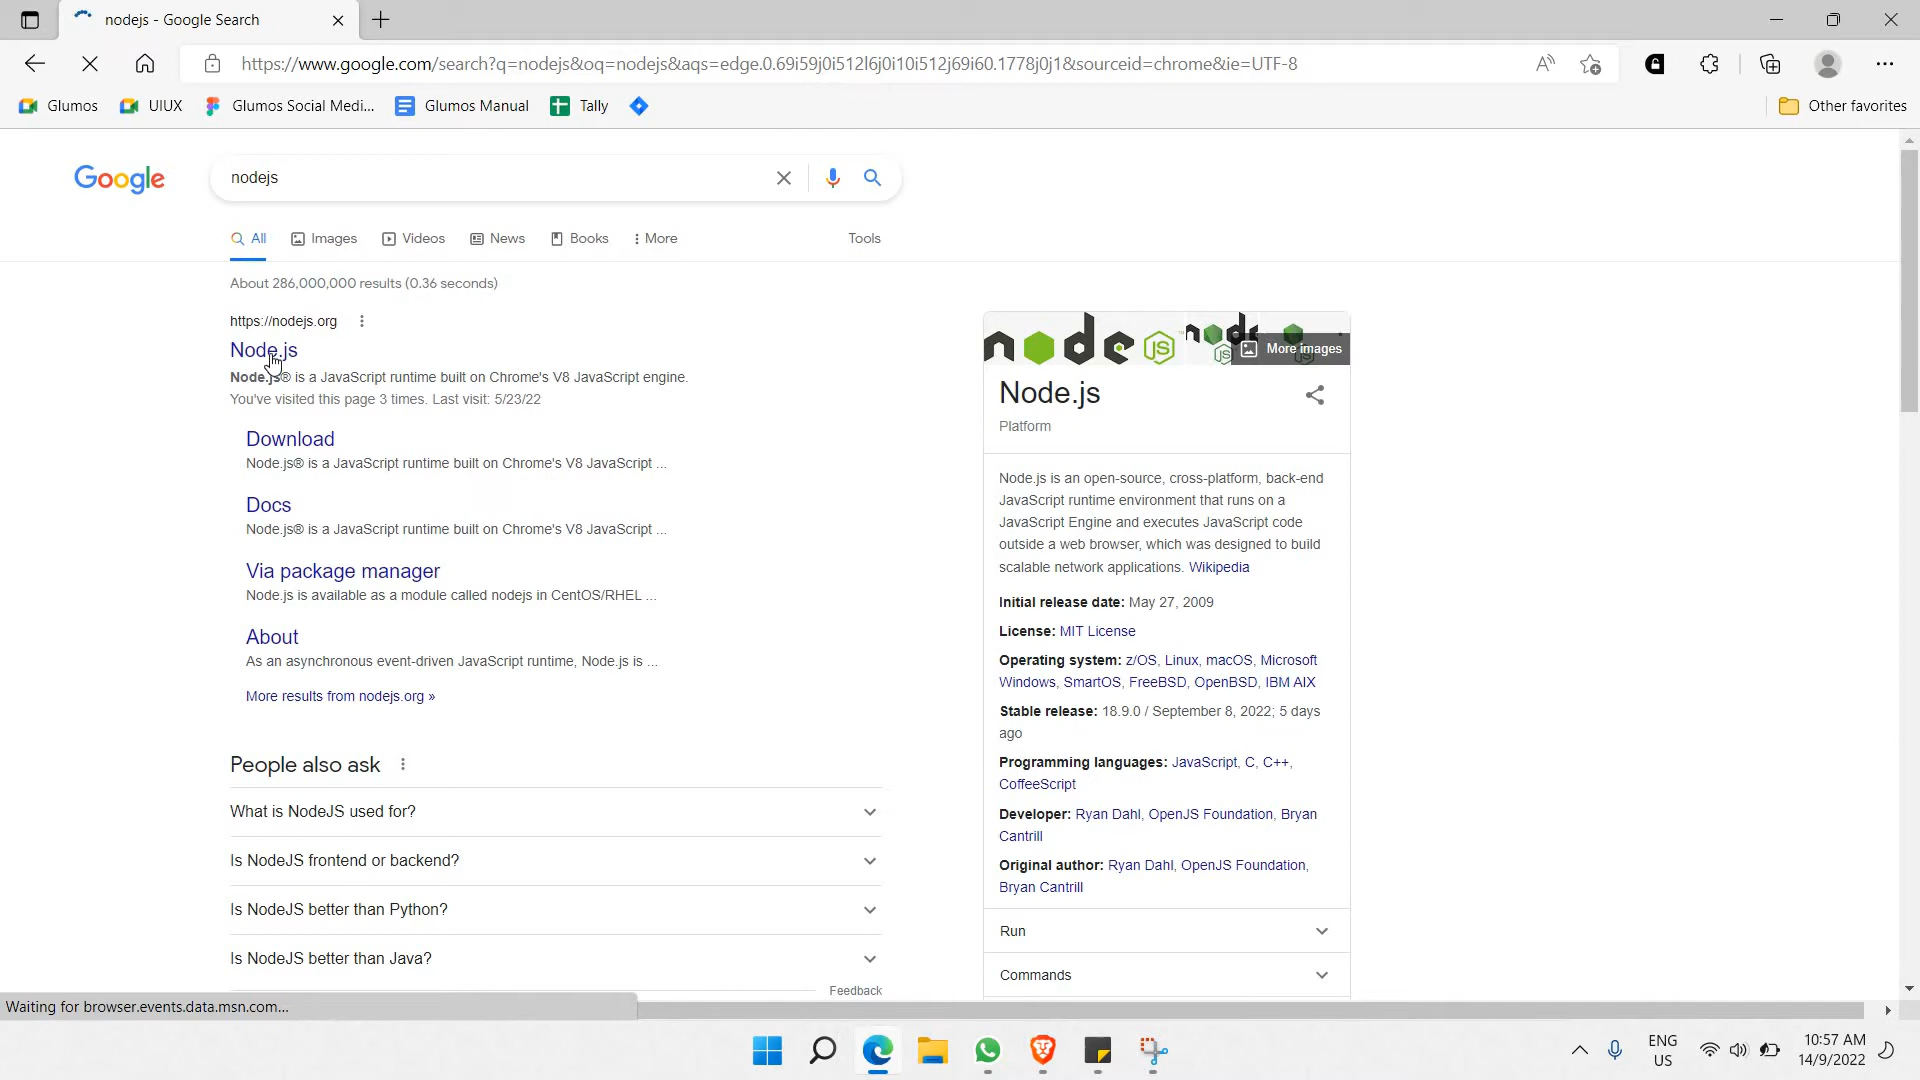 nodejs - Google Search
https://www.google.com/search?q=nodejs&oq=nodejs&aqs=edge.0.69i59j0i512l6j0i10i512j69i60.1778j0j1&sourceid=chrome&ie=UTF-8
Glumos
UIUX
Glumos Social Medi...
Glumos Manual
Tally
Other favorites
Google
nodejs
All
Images
Videos
News
Books
More
Tools
About 286,000,000 results (0.36 seconds)
https://nodejs.org
Node.js
Node.js® is a JavaScript runtime built on Chrome's V8 JavaScript engine.
You've visited this page 3 times. Last visit: 5/23/22
Download
Node.js® is a JavaScript runtime built on Chrome's V8 JavaScript ...
Docs
Node.js® is a JavaScript runtime built on Chrome's V8 JavaScript ...
Via package manager
Node.js is available as a module called nodejs in CentOS/RHEL ...
About
As an asynchronous event-driven JavaScript runtime, Node.js is ...
More results from nodejs.org »
People also ask
What is NodeJS used for?
Is NodeJS frontend or backend?
Is NodeJS better than Python?
Is NodeJS better than Java?
Feedback
node JS
node JS
More images
Node.js
Platform
Node.js is an open-source, cross-platform, back-end
JavaScript runtime environment that runs on a
JavaScript Engine and executes JavaScript code
outside a web browser, which was designed to build
scalable network applications. Wikipedia
Initial release date: May 27, 2009
License: MIT License
Operating system: z/OS, Linux, macOS, Microsoft
Windows, SmartOS, FreeBSD, OpenBSD, IBM AIX
Stable release: 18.9.0 / September 8, 2022; 5 days
ago
Programming languages: JavaScript, C, C++,
CoffeeScript
Developer: Ryan Dahl, OpenJS Foundation, Bryan
Cantrill
Original author: Ryan Dahl, OpenJS Foundation,
Bryan Cantrill
Run
Commands
Waiting for browser.events.data.msn.com...
ENG
US
10:57 AM
14/9/2022